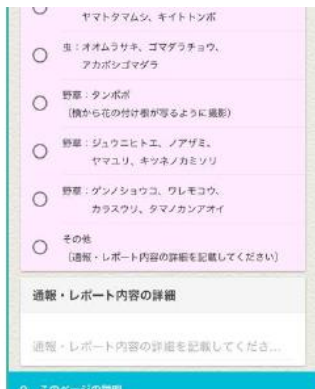 ヤマトタマムシ、キイトトンボ
虫：オオムラサキ、ゴマダラチョウ、
アカボシゴマダラ
野草：タンポポ
（横から花の付け根が写るように撮影）
野草：ジュウニヒトエ、ノアザミ、
ヤマユリ、キツネノカミソリ
野草：ゲンノショウコ、ワレモコウ、
カラスウリ、タマノカンアオイ
その他
（通報・レポート内容の詳細を記載してください）
通報・レポート内容の詳細
通報・レポート内容の詳細を記載してくださ...